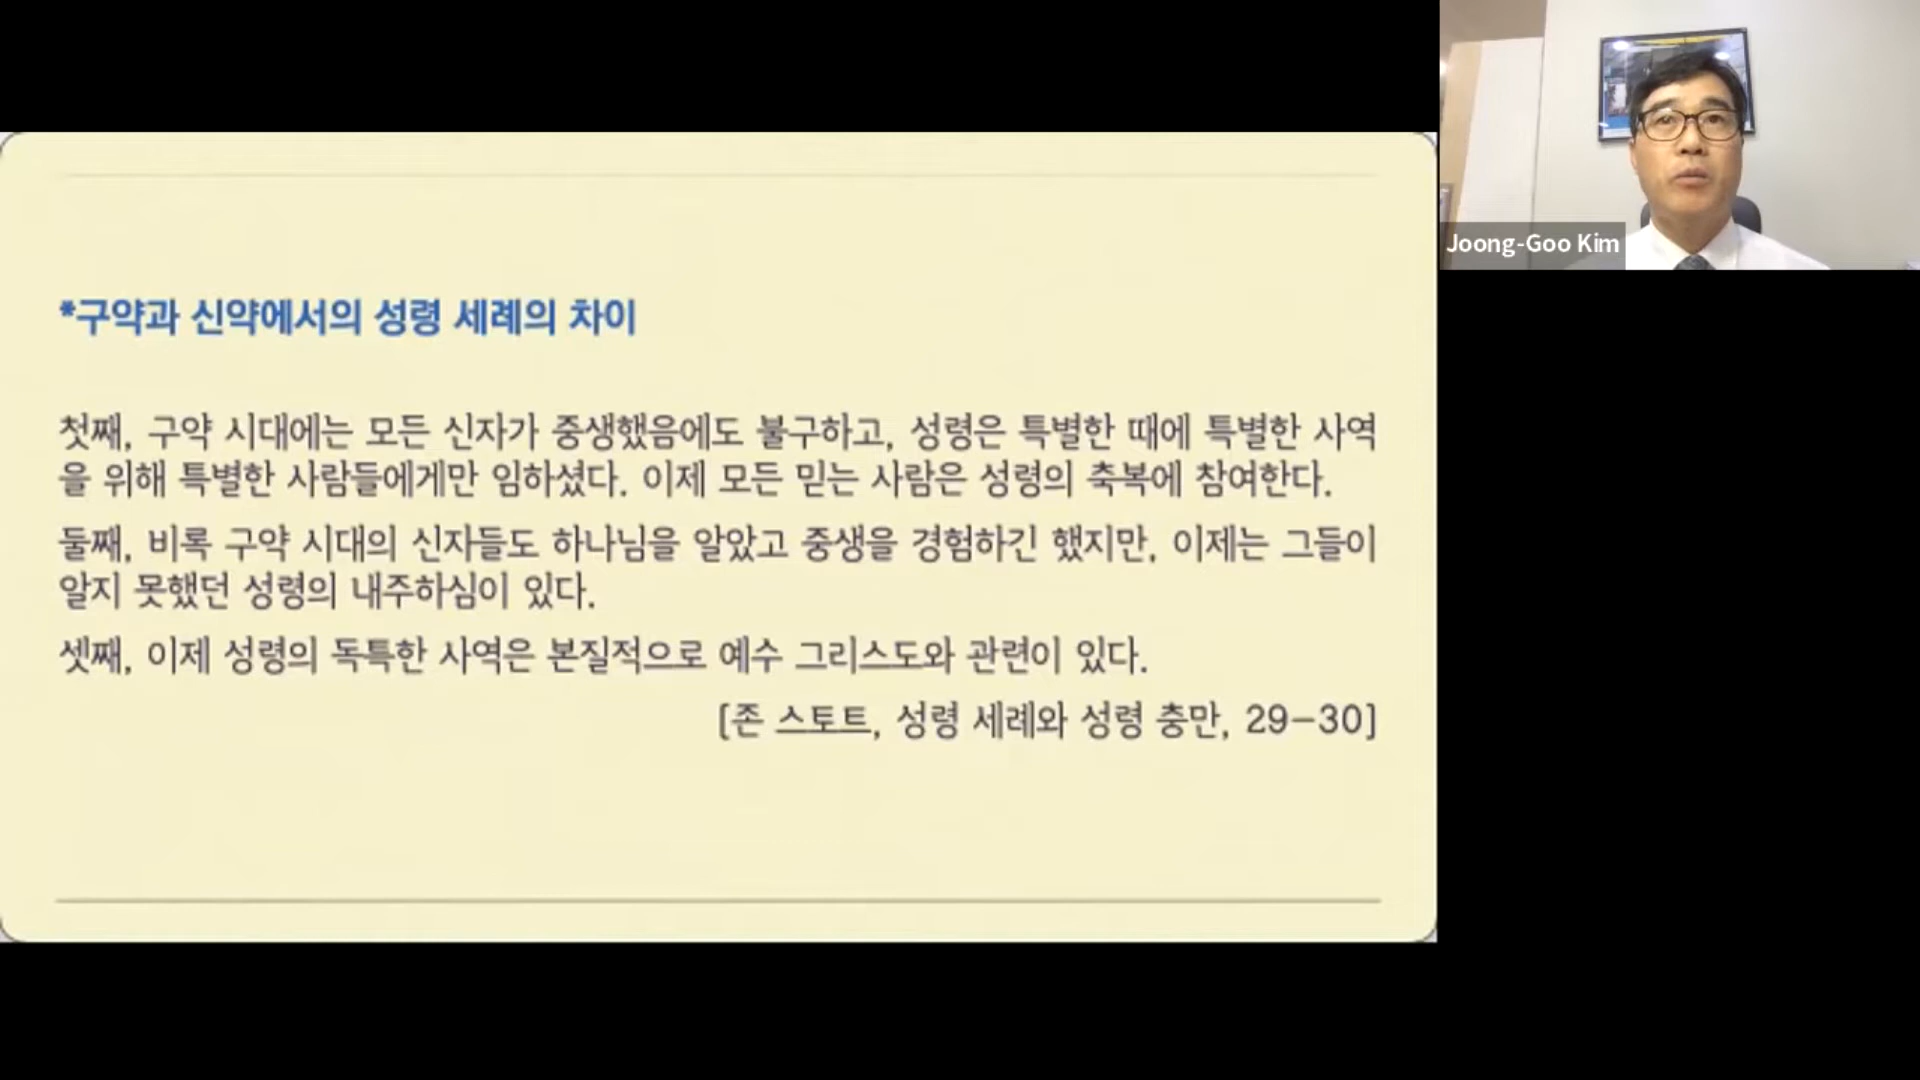 *구약과 신약에서의 성령 세례의 차이
첫째, 구약 시대에는 모든 신자가 중생했음에도 불구하고, 성령은 특별한 때에 특별한 사역
을 위해 특별한 사람들에게만 임하셨다. 이제 모든 믿는 사람은 성령의 축복에 참여한다.
둘째, 비록 구약 시대의 신자들도 하나님을 알았고 중생을 경험하긴 했지만, 이제는 그들이
알지 못했던 성령의 내주하심이 있다.
셋째, 이제 성령의 독특한 사역은 본질적으로 예수 그리스도와 관련이 있다.
[존 스토트, 성령 세례와 성령 충만, 29-30]
Joong-Goo Kim